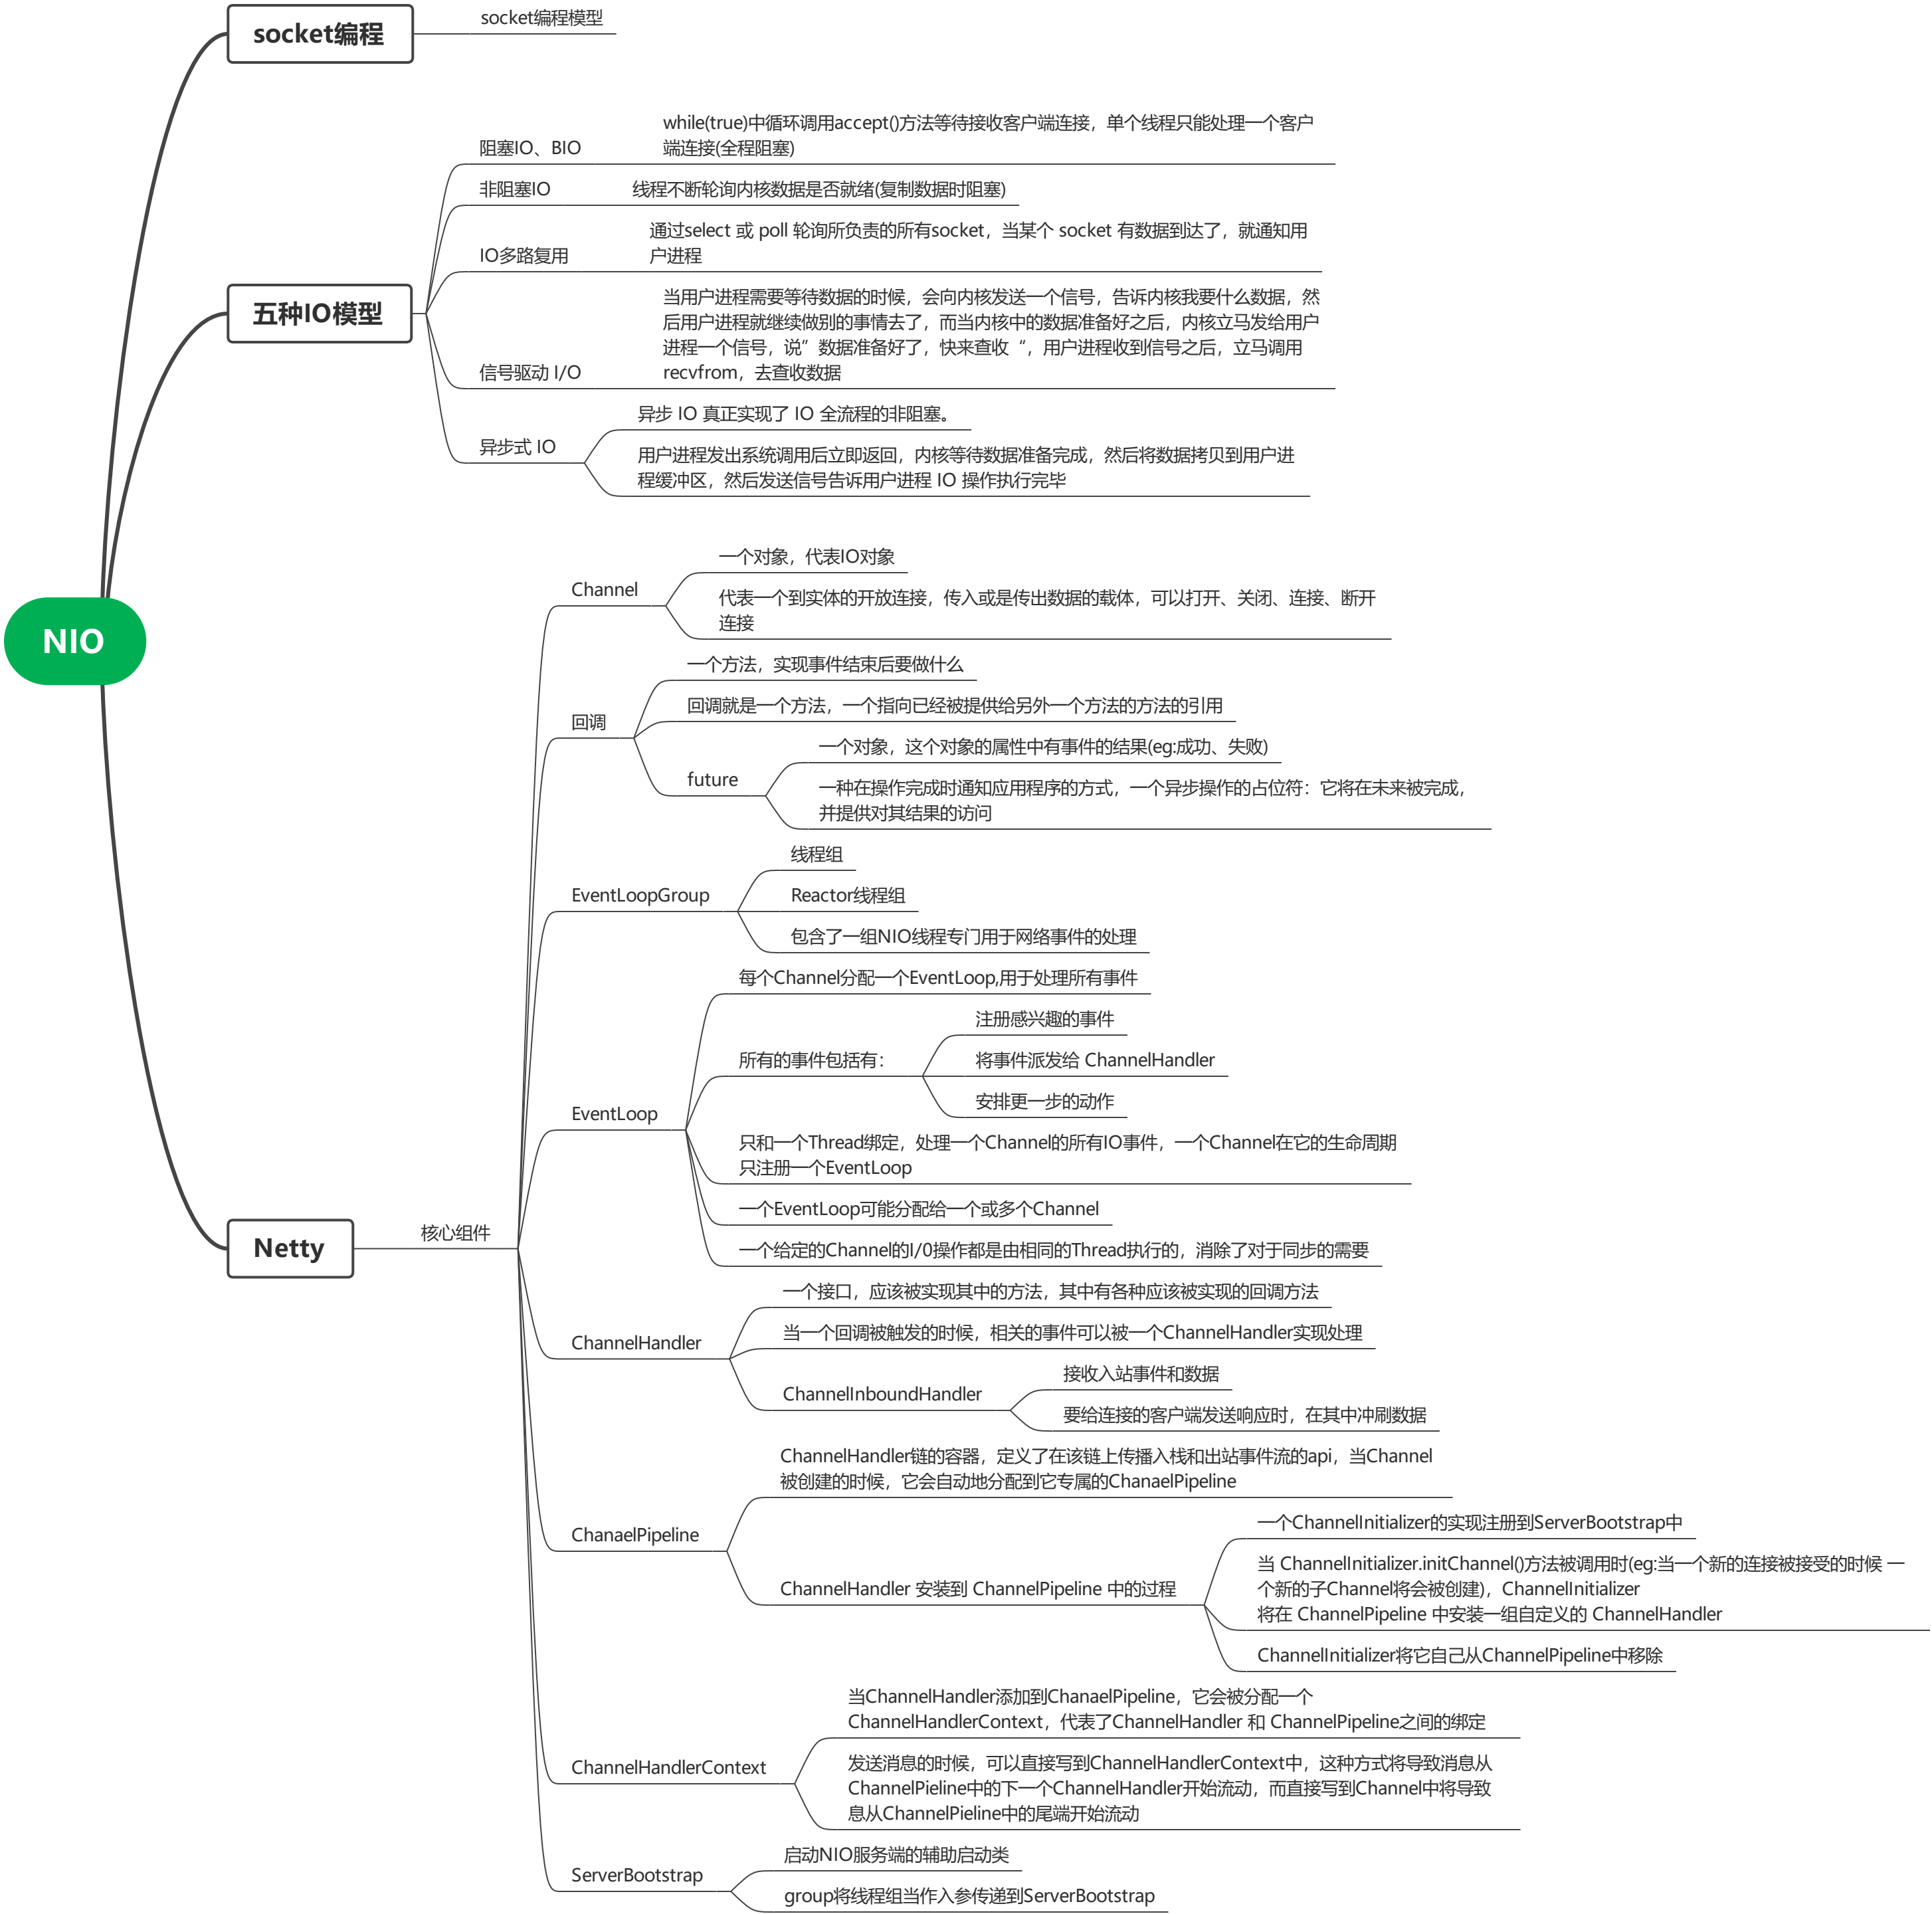 socket编程
socket编程模型
while(true)中循环调用accept()方法等待接收客户端连接，单个线程只能处理一个客户
端连接(全程阻塞)
阻塞IO、BIO
非阻塞IO
线程不断轮询内核数据是否就绪(复制数据时阻塞)
通过select 或 poll 轮询所负责的所有socket，当某个 socket 有数据到达了，就通知用
户进程
IO多路复用
五种IO模型
当用户进程需要等待数据的时候，会向内核发送一个信号，告诉内核我要什么数据，然
后用户进程就继续做别的事情去了，而当内核中的数据准备好之后，内核立马发给用户
进程一个信号，说”数据准备好了，快来查收“，用户进程收到信号之后，立马调用
recvfrom，去查收数据
信号驱动 I/O
异步 IO 真正实现了 IO 全流程的非阻塞。
异步式 IO
用户进程发出系统调用后立即返回，内核等待数据准备完成，然后将数据拷贝到用户进
程缓冲区，然后发送信号告诉用户进程 IO 操作执行完毕
NIO
一个对象，代表IO对象
Channel
代表一个到实体的开放连接，传入或是传出数据的载体，可以打开、关闭、连接、断开
连接
一个方法，实现事件结束后要做什么
回调就是一个方法，一个指向已经被提供给另外一个方法的方法的引用
回调
一个对象，这个对象的属性中有事件的结果(eg:成功、失败)
future
一种在操作完成时通知应用程序的方式，一个异步操作的占位符：它将在未来被完成，
并提供对其结果的访问
线程组
EventLoopGroup
Reactor线程组
包含了一组NIO线程专门用于网络事件的处理
每个Channel分配一个EventLoop,用于处理所有事件
注册感兴趣的事件
所有的事件包括有：
将事件派发给 ChannelHandler
安排更一步的动作
EventLoop
只和一个Thread绑定，处理一个Channel的所有IO事件，一个Channel在它的生命周期
只注册一个EventLoop
一个EventLoop可能分配给一个或多个Channel
一个给定的Channel的I/0操作都是由相同的Thread执行的，消除了对于同步的需要
Netty
核心组件
一个接口，应该被实现其中的方法，其中有各种应该被实现的回调方法
当一个回调被触发的时候，相关的事件可以被一个ChannelHandler实现处理
ChannelHandler
接收入站事件和数据
ChannelInboundHandler
要给连接的客户端发送响应时，在其中冲刷数据
ChannelHandler链的容器，定义了在该链上传播入栈和出站事件流的api，当Channel
被创建的时候，它会自动地分配到它专属的ChanaelPipeline
ChanaelPipeline
一个ChannelInitializer的实现注册到ServerBootstrap中
当 ChannelInitializer.initChannel()方法被调用时(eg:当一个新的连接被接受的时候 一
个新的子Channel将会被创建)，ChannelInitializer
将在 ChannelPipeline 中安装一组自定义的 ChannelHandler
ChannelHandler 安装到 ChannelPipeline 中的过程
ChannelInitializer将它自己从ChannelPipeline中移除
当ChannelHandler添加到ChanaelPipeline，它会被分配一个
ChannelHandlerContext，代表了ChannelHandler 和 ChannelPipeline之间的绑定
ChannelHandlerContext
发送消息的时候，可以直接写到ChannelHandlerContext中，这种方式将导致消息从
ChannelPieline中的下一个ChannelHandler开始流动，而直接写到Channel中将导致
息从ChannelPieline中的尾端开始流动
启动NIO服务端的辅助启动类
ServerBootstrap
group将线程组当作入参传递到ServerBootstrap